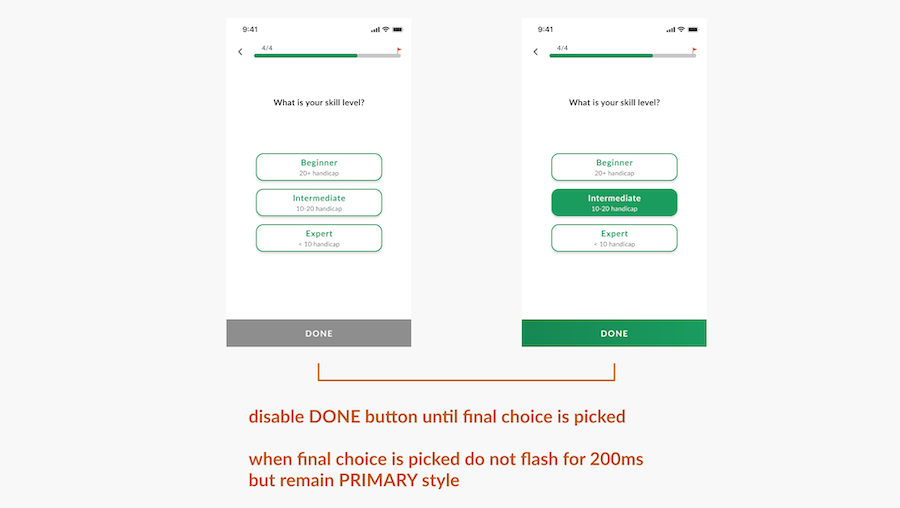 9:41
4/4
What is your skill level?
Beginner
20+ handicap
Intermediate
10-20 handicap
Expert
< 10 handicap
DONE
9:41
4/4
What is your skill level?
Beginner
20+ handicap
Intermediate
10-20 handicap
Expert
< 10 handicap
DONE
disable DONE button until final choice is picked
when final choice is picked do not flash for 200ms
but remain PRIMARY style